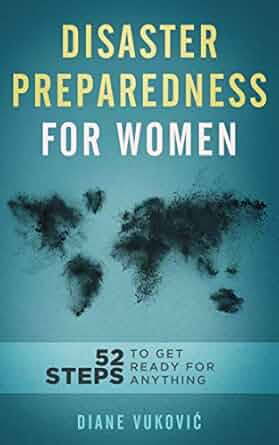 DISASTER
PREPAREDNESS
FOR WOMEN
52 STEPS TO GET
READY FOR
ANYTHING
DIANE VUKOVIĆ